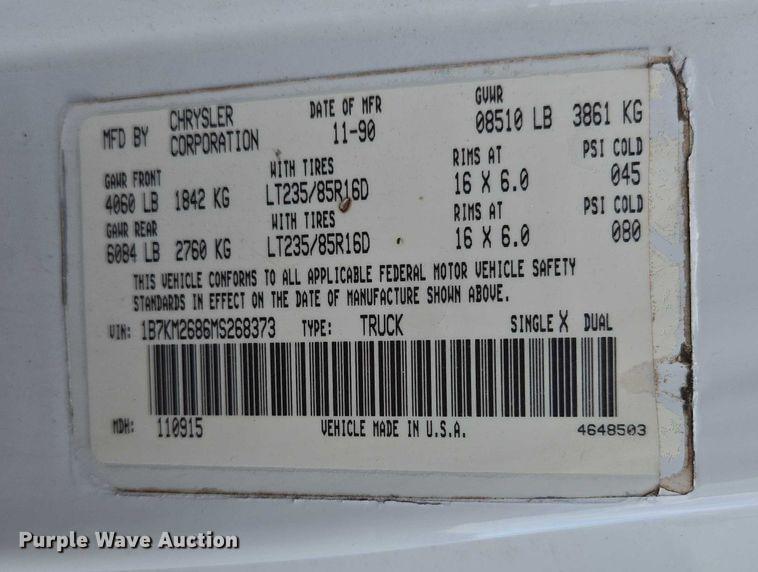 MFD BY CHRYSLER CORPORATION DATE OF MFR 11-90 GVWR 08510 LB 3861 KG
GAWR FRONT WITH TIRES RIMS AT PSI COLD
4060 LB 1842 KG LT235/85R16D 16 X 6.0 045
GAWR REAR WITH TIRES RIMS AT PSI COLD
6084 LB 2760 KG LT235/85R16D 16 X 6.0 080
THIS VEHICLE CONFORMS TO ALL APPLICABLE FEDERAL MOTOR VEHICLE SAFETY
STANDARDS IN EFFECT ON THE DATE OF MANUFACTURE SHOWN ABOVE.
VIN: 1B7KM2686MS268373 TYPE: TRUCK SINGLE X DUAL
MDH: 110915 VEHICLE MADE IN U.S.A. 4648503
Purple Wave Auction